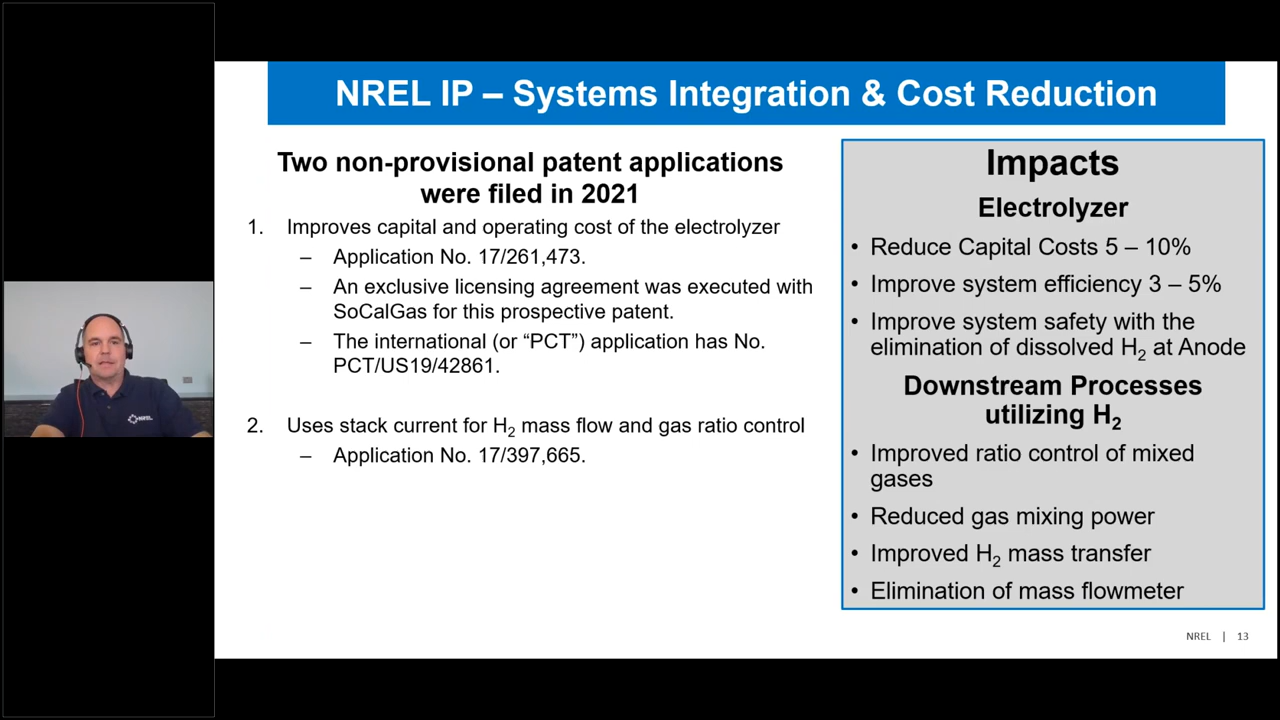 NREL IP – Systems Integration & Cost Reduction
Two non-provisional patent applications
were filed in 2021
1. Improves capital and operating cost of the electrolyzer
– Application No. 17/261,473.
– An exclusive licensing agreement was executed with
SoCalGas for this prospective patent.
– The international (or “PCT”) application has No.
PCT/US19/42861.
2. Uses stack current for H2 mass flow and gas ratio control
– Application No. 17/397,665.
Impacts
Electrolyzer
• Reduce Capital Costs 5 – 10%
• Improve system efficiency 3 – 5%
• Improve system safety with the
elimination of dissolved H2 at Anode
Downstream Processes
utilizing H2
• Improved ratio control of mixed
gases
• Reduced gas mixing power
• Improved H2 mass transfer
• Elimination of mass flowmeter
NREL | 13
NREL